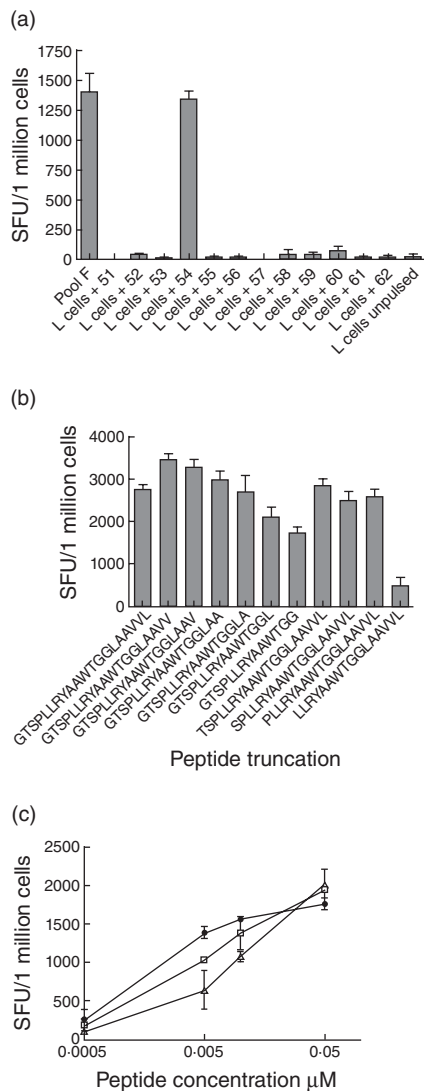 (a)
SFU/1 million cells
1750
1500
1250
1000
750
500
250
0
Pool F
L cells + 51
L cells + 52
L cells + 53
L cells + 54
L cells + 55
L cells + 56
L cells + 57
L cells + 58
L cells + 59
L cells + 60
L cells + 61
L cells + 62
L cells unpulsed
(b)
SFU/1 million cells
4000
3000
2000
1000
0
GTSPLLRYAAWTGGLAAVVL
GTSPLLRYAAWTGGLAAVV
GTSPLLRYAAWTGGLAAV
GTSPLLRYAAWTGGLAA
GTSPLLRYAAWTGGLA
GTSPLLRYAAWTGGL
GTSPLLRYAAWTGG
TSPLLRYAAWTGGLAAVVL
SPLLRYAAWTGGLAAVVL
PLLRYAAWTGGLAAVVL
LLRYAAWTGGLAAVVL
Peptide truncation
(c)
SFU/1 million cells
2500
2000
1500
1000
500
0
0·0005
0·005
0·05
Peptide concentration μM